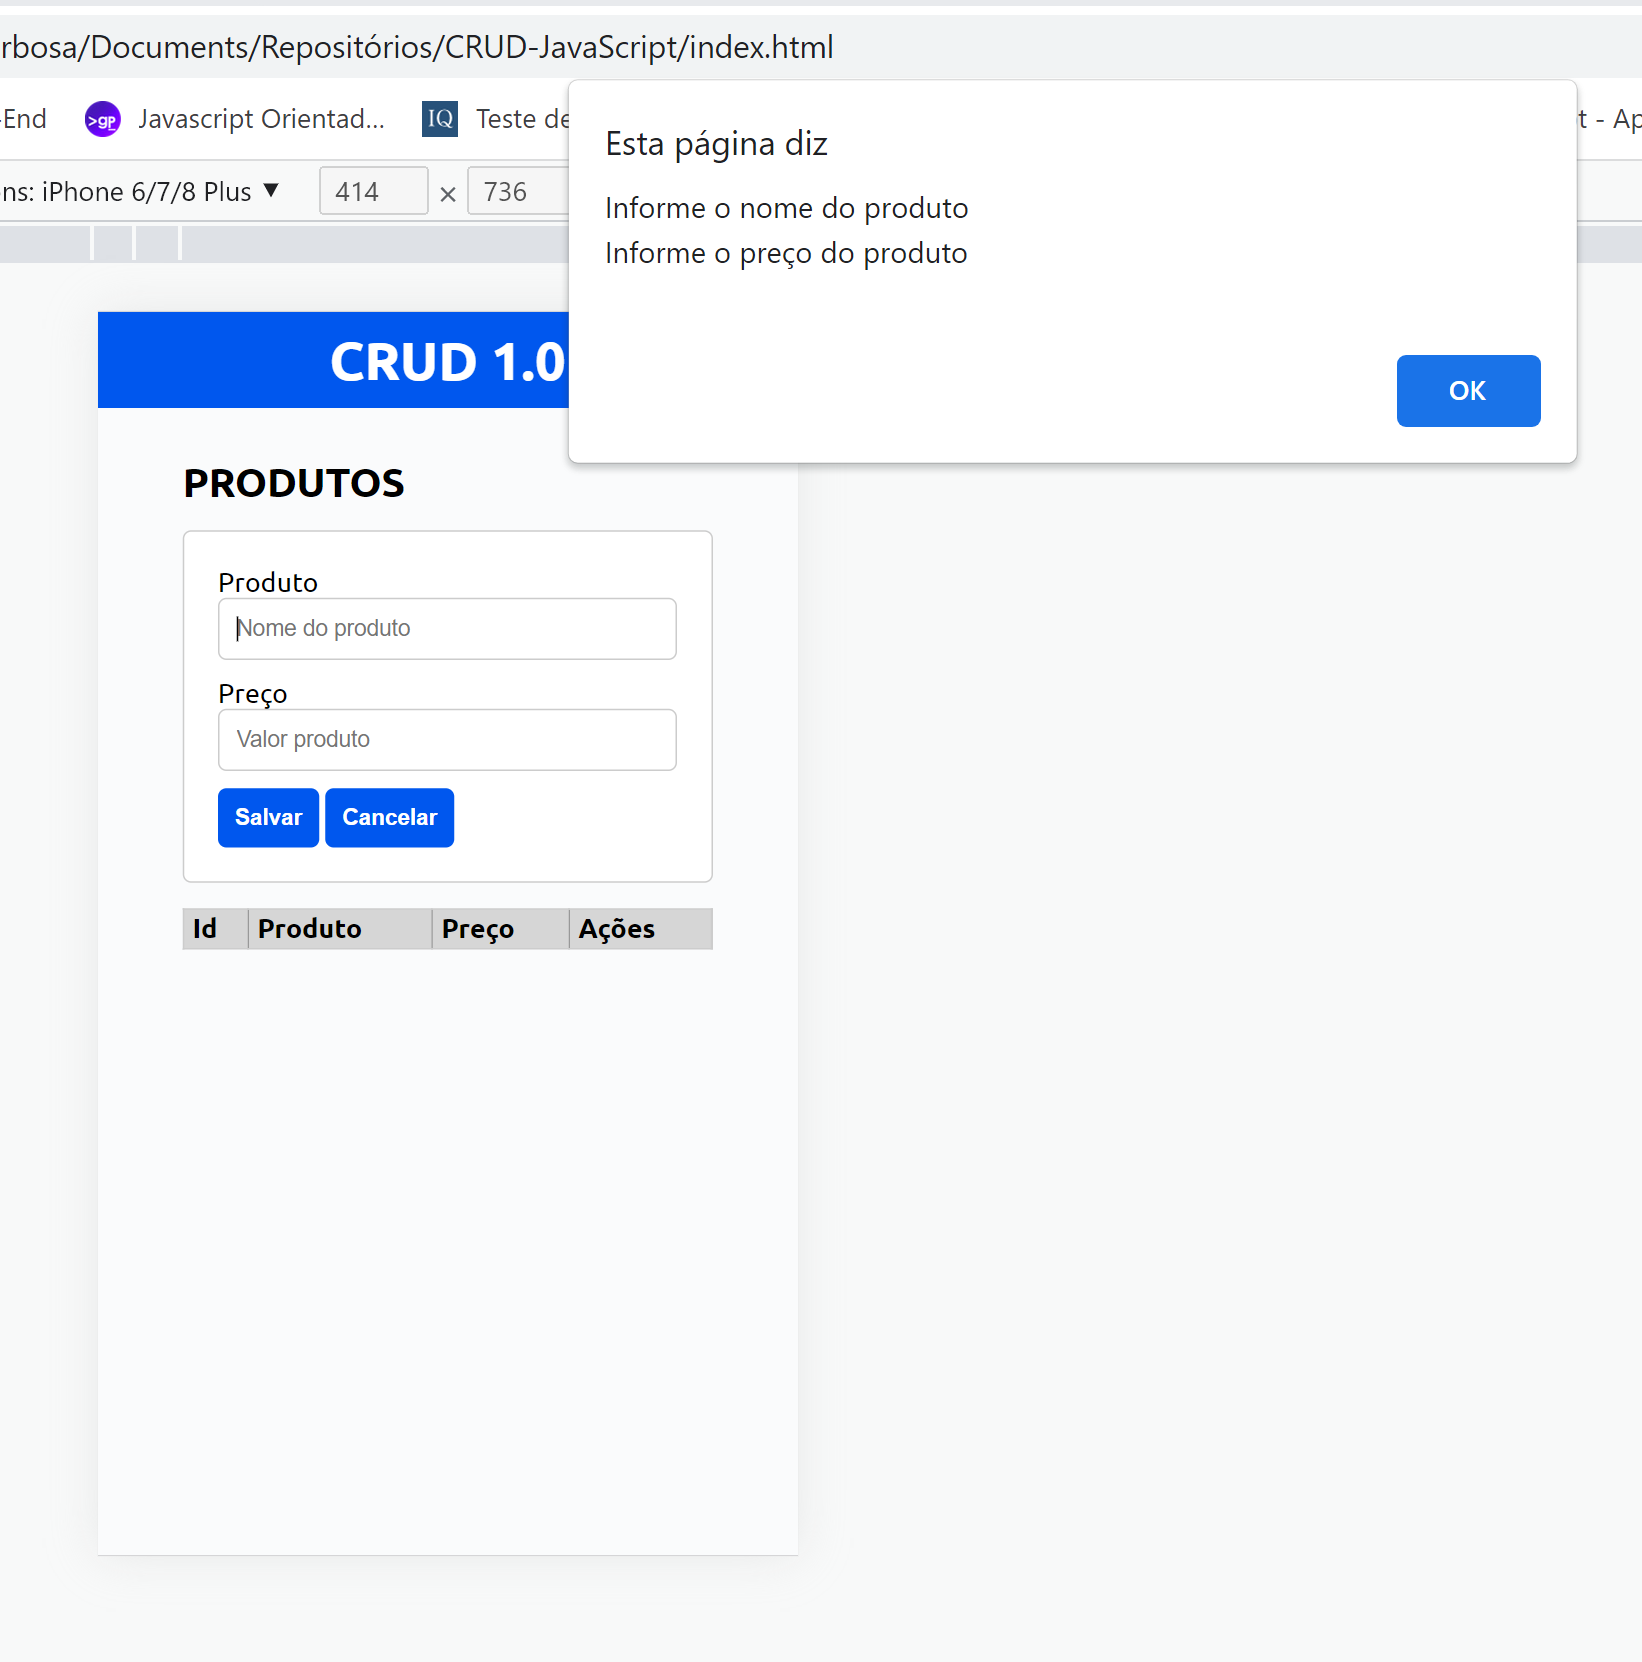 rbosa/Documents/Repositórios/CRUD-JavaScript/index.html
-End >gp_ Javascript Orientad... IQ Teste de t - Ap
ns: iPhone 6/7/8 Plus ▼ 414 × 736
Esta página diz
Informe o nome do produto
Informe o preço do produto
OK
CRUD 1.0
PRODUTOS
Produto
Nome do produto
Preço
Valor produto
Salvar Cancelar
Id Produto Preço Ações